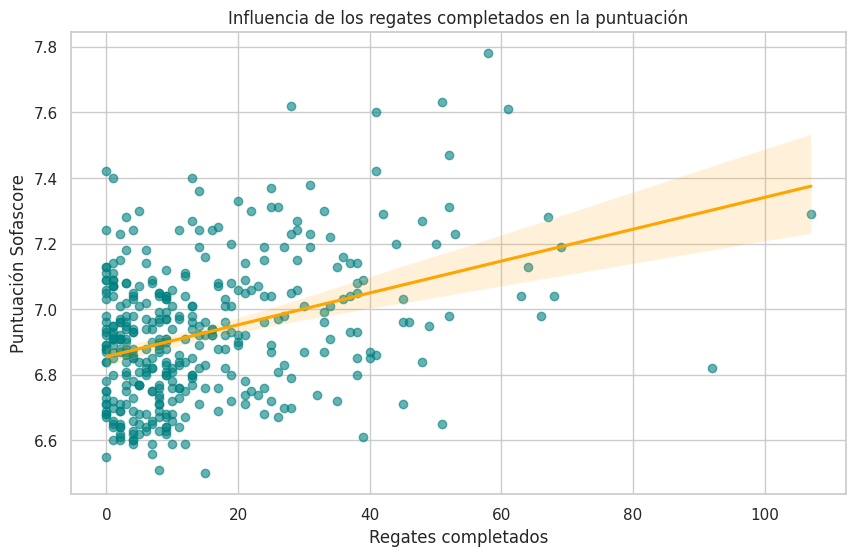 Influencia de los regates completados en la puntuación
Puntuación Sofascore
7.8
7.6
7.4
7.2
7.0
6.8
6.6
0 20 40 60 80 100
Regates completados